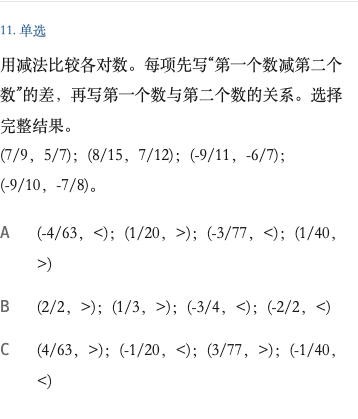 11. 单选
用减法比较各对数。每项先写“第一个数减第二个
数”的差，再写第一个数与第二个数的关系。选择
完整结果。
(7/9，5/7)；(8/15，7/12)；(-9/11，-6/7)；
(-9/10，-7/8)。
A (-4/63，<)；(1/20，>)；(-3/77，<)；(1/40，
>)
B (2/2，>)；(1/3，>)；(-3/4，<)；(-2/2，<)
C (4/63，>)；(-1/20，<)；(3/77，>)；(-1/40，
<)